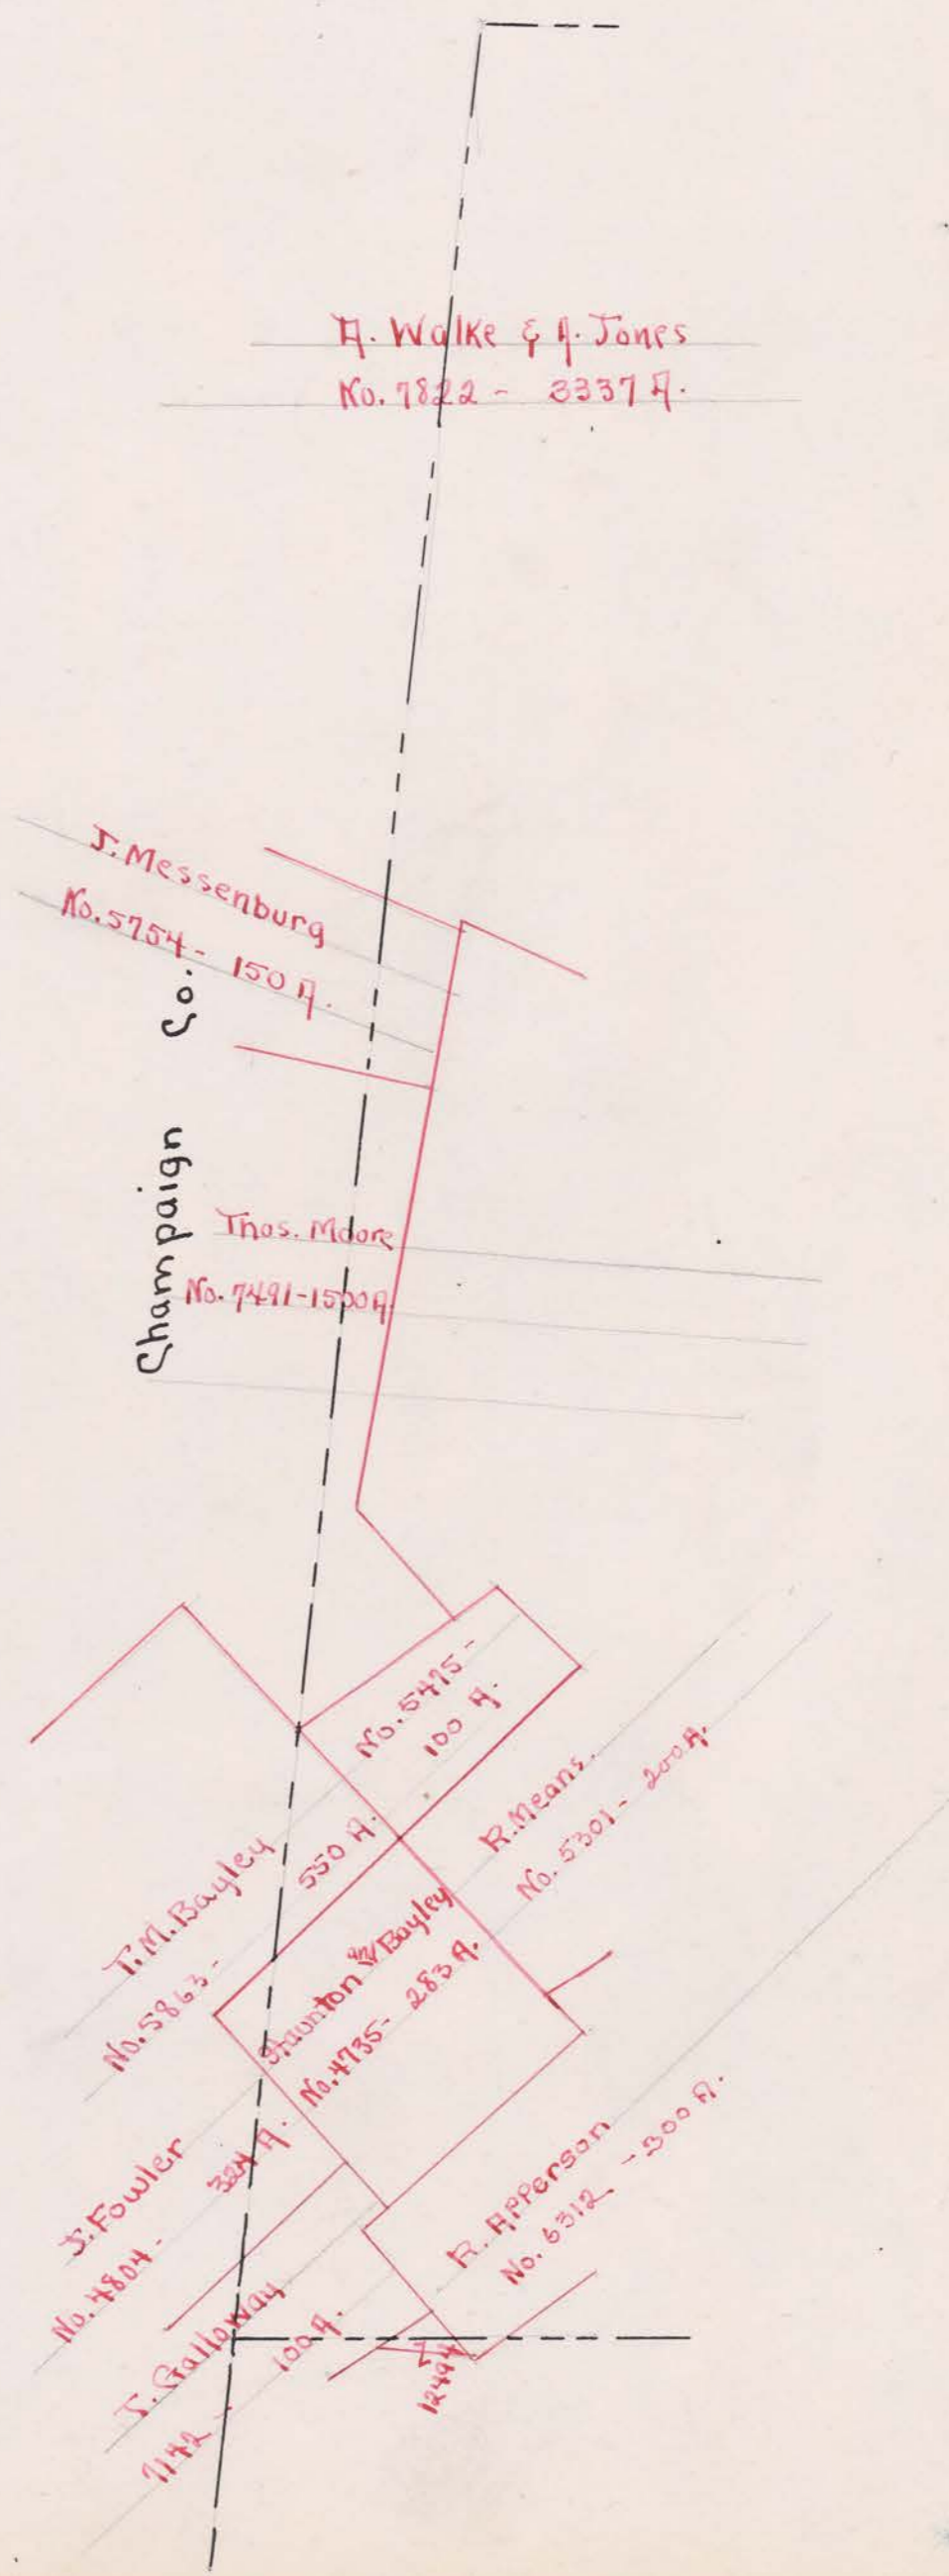 A. Walke & A. Jones
No. 7822 - 3337 A.
J. Messenburg
No. 5754 - 150 A.
Champaign Co.
Thos. Moore
No. 7491-1500 A.
No. 5475 -
100 A.
T. M. Bayley
No. 5863 - 550 A.
R. Means.
No. 5301 - 200 A.
Staunton and W Bayley
No. 4735 - 283 A.
J. Fowler
No. 4804 - 324 A.
R. Apperson
No. 6312 - 300 A.
J. Galloway
7142 - 100 A.
12494